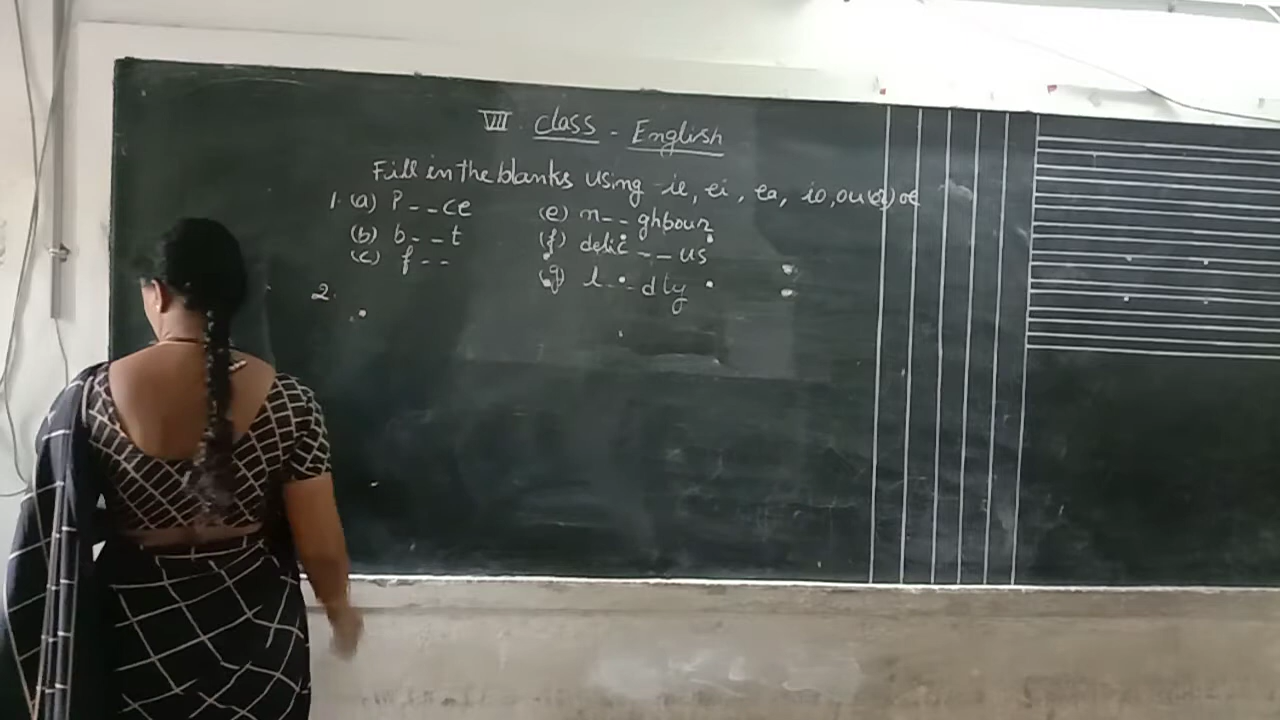 VII class - English
Fill in the blanks using -ie, ei, ea, io, ou (or) oe
1. (a) P--ce (e) n--ghbour
(b) b--t (f) delic--us
(c) f-- (g) l--dly
2.